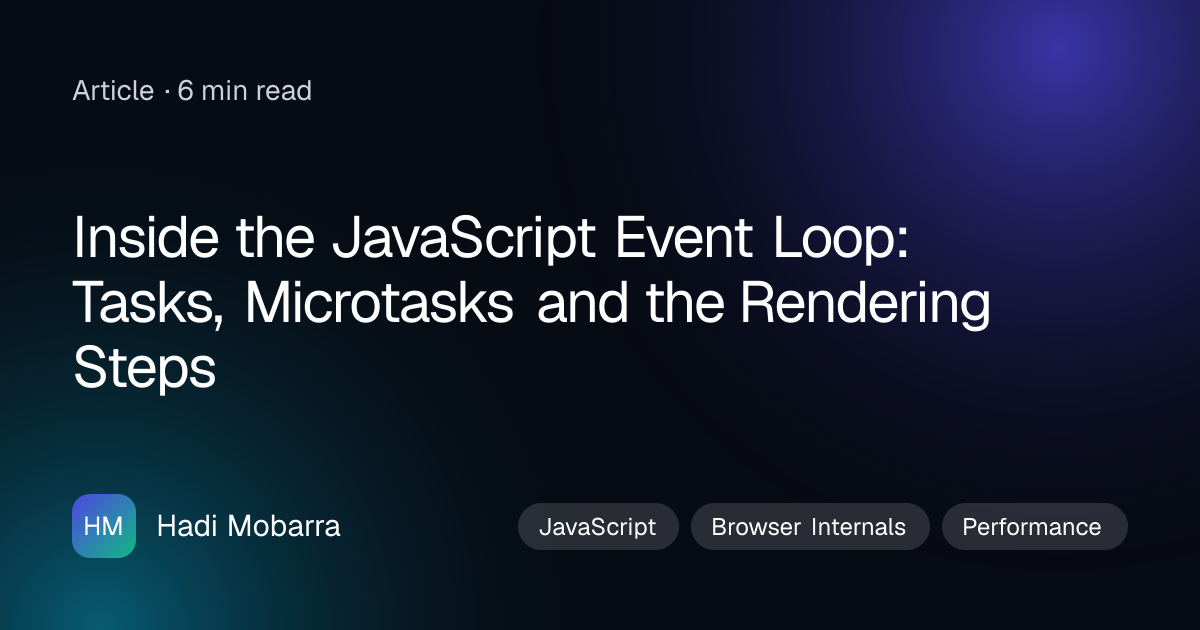 Article · 6 min read
Inside the JavaScript Event Loop:
Tasks, Microtasks and the Rendering
Steps
HM
Hadi Mobarra
JavaScript
Browser Internals
Performance